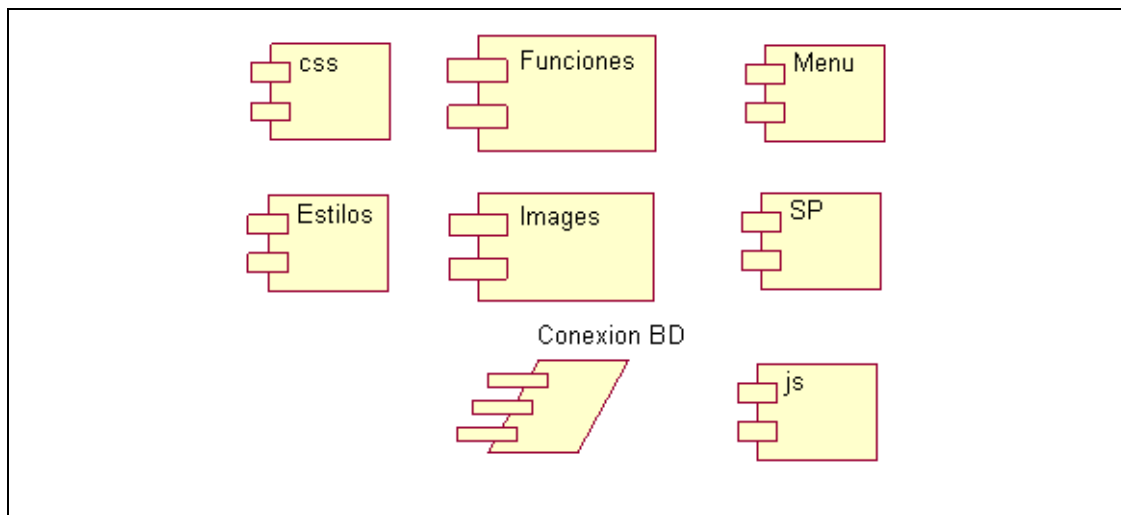 css
Funciones
Menu
Estilos
Images
SP
Conexion BD
js